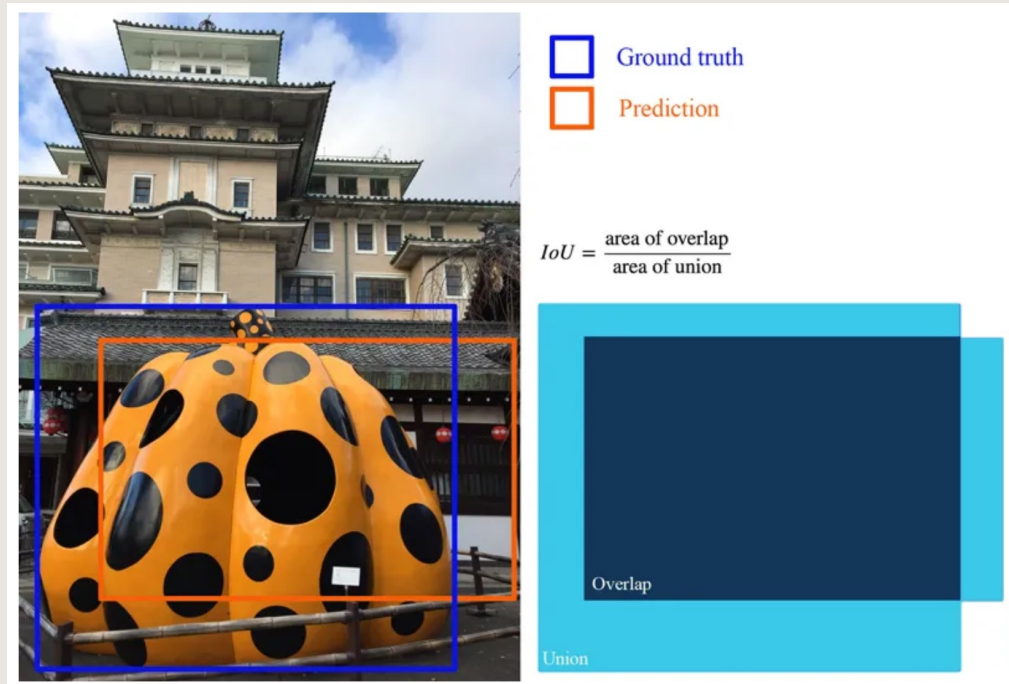 Ground truth
Prediction
IoU = area of overlap / area of union
Overlap
Union